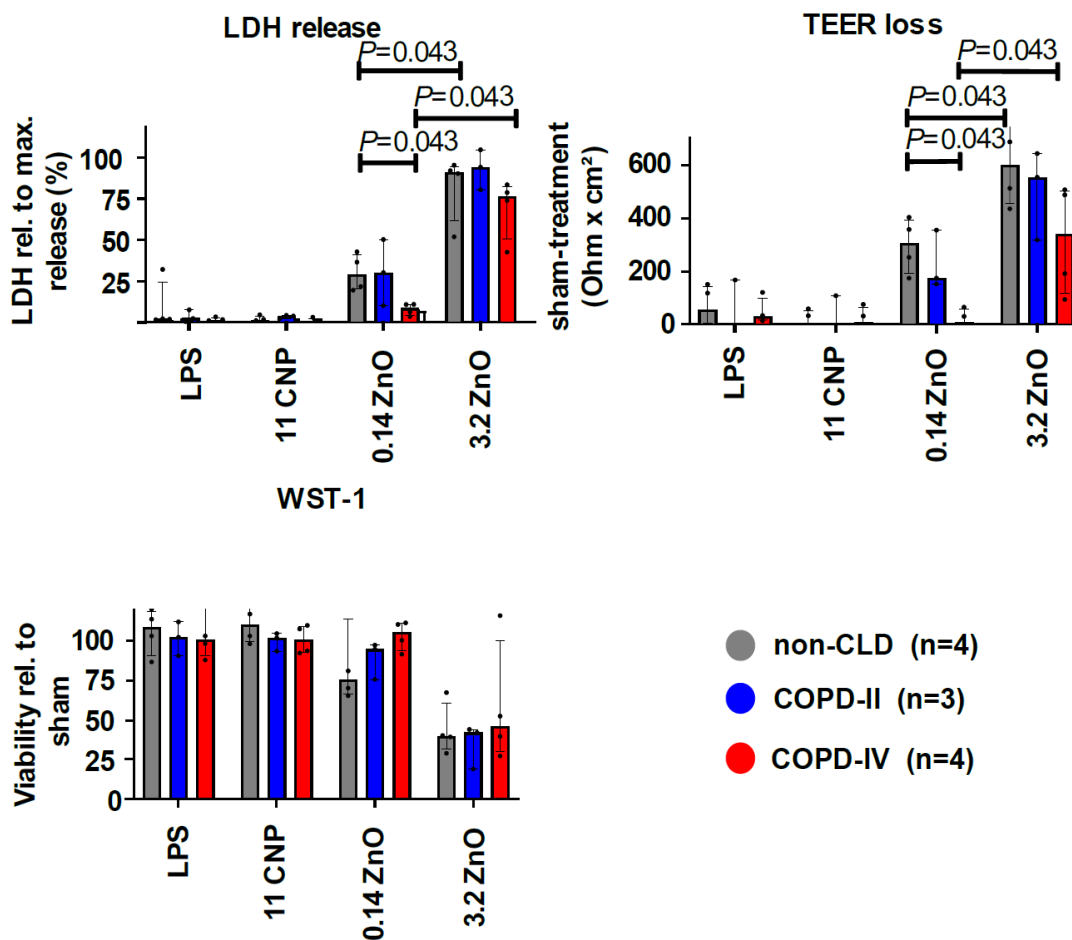 LDH release
P=0.043
P=0.043
P=0.043
LDH rel. to max.
release (%)
100
75
50
25
LPS
11 CNP
0.14 ZnO
3.2 ZnO
TEER loss
P=0.043
P=0.043
P=0.043
sham-treatment
(Ohm x cm²)
600
400
200
0
LPS
11 CNP
0.14 ZnO
3.2 ZnO
WST-1
Viability rel. to
sham
100
75
50
25
0
LPS
11 CNP
0.14 ZnO
3.2 ZnO
non-CLD (n=4)
COPD-II (n=3)
COPD-IV (n=4)